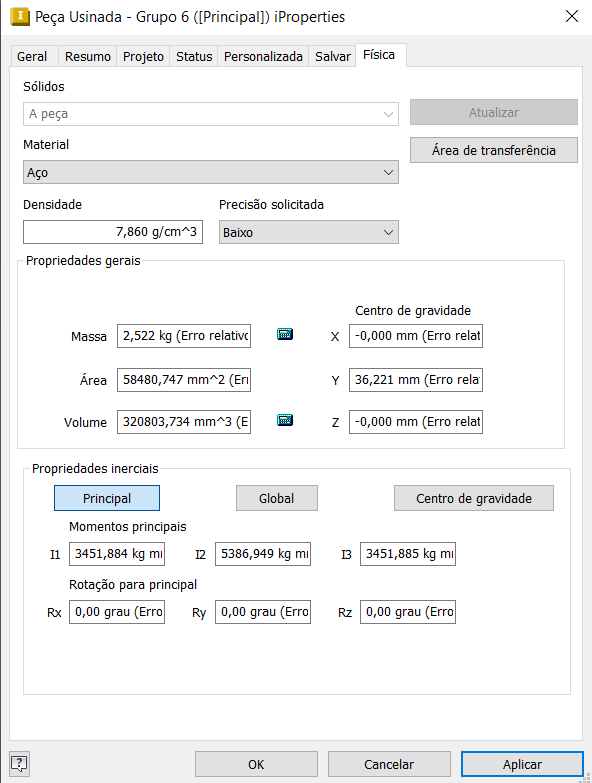 Peça Usinada - Grupo 6 ([Principal]) iProperties
Geral Resumo Projeto Status Personalizada Salvar Física
Sólidos
A peça Atualizar
Material Área de transferência
Aço
Densidade Precisão solicitada
7,860 g/cm^3 Baixo
Propriedades gerais
Centro de gravidade
Massa 2,522 kg (Erro relativo X -0,000 mm (Erro relat
Área 58480,747 mm^2 (Er Y 36,221 mm (Erro rela
Volume 320803,734 mm^3 (E Z -0,000 mm (Erro relat
Propriedades inerciais
Principal Global Centro de gravidade
Momentos principais
I1 3451,884 kg m I2 5386,949 kg m I3 3451,885 kg m
Rotação para principal
Rx 0,00 grau (Erro Ry 0,00 grau (Erro Rz 0,00 grau (Erro
? OK Cancelar Aplicar